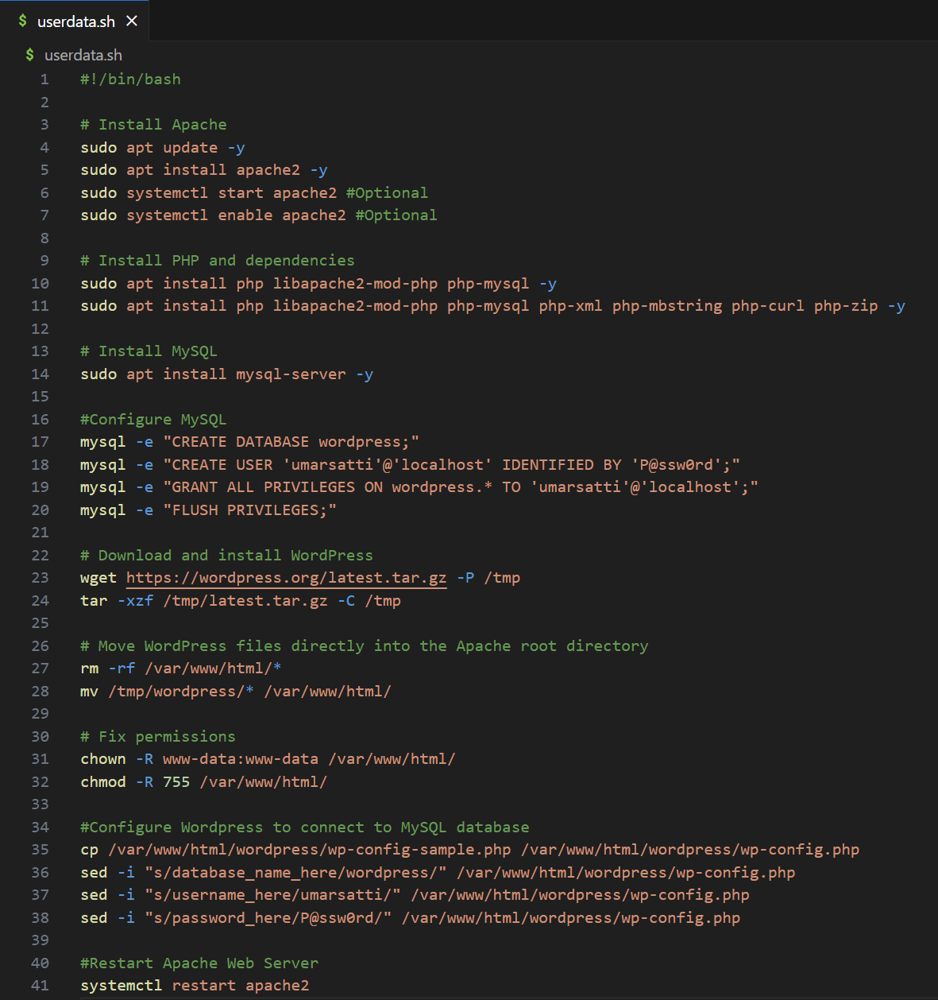 $ userdata.sh ×
$ userdata.sh
1 #!/bin/bash
2
3 # Install Apache
4 sudo apt update -y
5 sudo apt install apache2 -y
6 sudo systemctl start apache2 #Optional
7 sudo systemctl enable apache2 #Optional
8
9 # Install PHP and dependencies
10 sudo apt install php libapache2-mod-php php-mysql -y
11 sudo apt install php libapache2-mod-php php-mysql php-xml php-mbstring php-curl php-zip -y
12
13 # Install MySQL
14 sudo apt install mysql-server -y
15
16 #Configure MySQL
17 mysql -e "CREATE DATABASE wordpress;"
18 mysql -e "CREATE USER 'umarsatti'@'localhost' IDENTIFIED BY 'P@ssw0rd';"
19 mysql -e "GRANT ALL PRIVILEGES ON wordpress.* TO 'umarsatti'@'localhost';"
20 mysql -e "FLUSH PRIVILEGES;"
21
22 # Download and install WordPress
23 wget https://wordpress.org/latest.tar.gz -P /tmp
24 tar -xzf /tmp/latest.tar.gz -C /tmp
25
26 # Move WordPress files directly into the Apache root directory
27 rm -rf /var/www/html/*
28 mv /tmp/wordpress/* /var/www/html/
29
30 # Fix permissions
31 chown -R www-data:www-data /var/www/html/
32 chmod -R 755 /var/www/html/
33
34 #Configure Wordpress to connect to MySQL database
35 cp /var/www/html/wordpress/wp-config-sample.php /var/www/html/wordpress/wp-config.php
36 sed -i "s/database_name_here/wordpress/" /var/www/html/wordpress/wp-config.php
37 sed -i "s/username_here/umarsatti/" /var/www/html/wordpress/wp-config.php
38 sed -i "s/password_here/P@ssw0rd/" /var/www/html/wordpress/wp-config.php
39
40 #Restart Apache Web Server
41 systemctl restart apache2